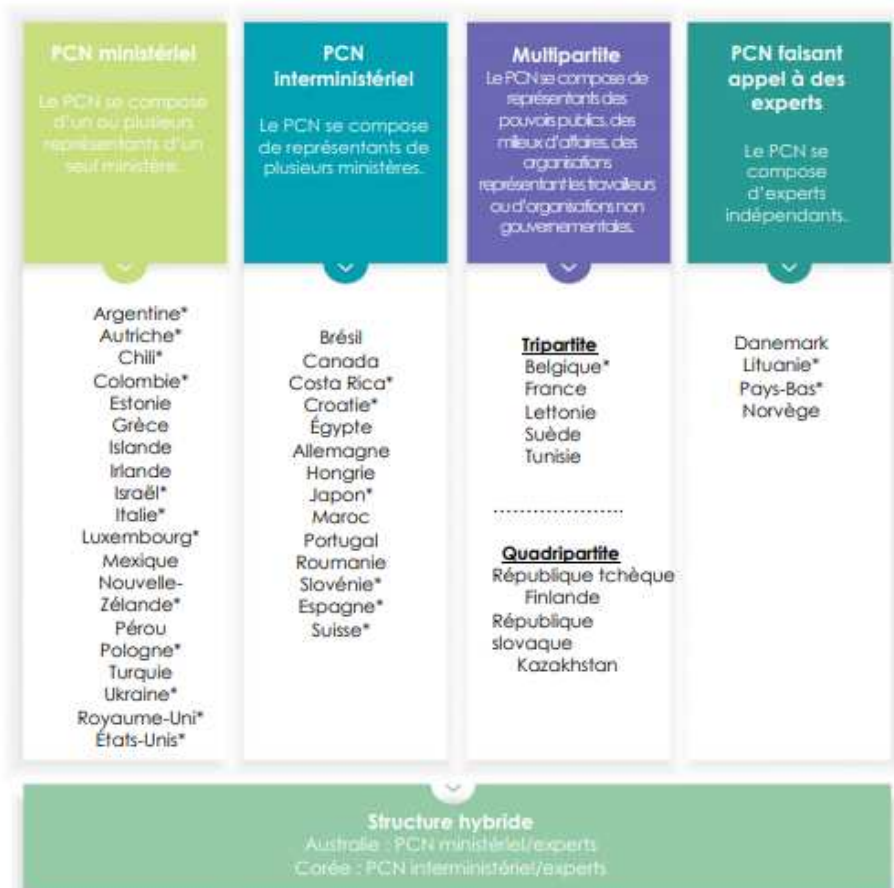 PCN ministériel
Le PCN se compose
d'un ou plusieurs
représentants d'un
seul ministère.
Argentine*
Autriche*
Chili*
Colombie*
Estonie
Grèce
Islande
Irlande
Israël*
Italie*
Luxembourg*
Mexique
Nouvelle-
Zélande*
Pérou
Pologne*
Turquie
Ukraine*
Royaume-Uni*
États-Unis*
PCN
interministériel
Le PCN se compose
de représentants de
plusieurs ministères.
Brésil
Canada
Costa Rica*
Croatie*
Égypte
Allemagne
Hongrie
Japon*
Maroc
Portugal
Roumanie
Slovénie*
Espagne*
Suisse*
Multipartite
Le PCN se compose de
représentants des
pouvoirs publics, des
milieux d'affaires, des
organisations
représentant les travailleurs
ou d'organisations non
gouvernementales.
Tripartite
Belgique*
France
Lettonie
Suède
Tunisie
....................
Quadripartite
République tchèque
Finlande
République
slovaque
Kazakhstan
PCN faisant
appel à des
experts
Le PCN se
compose
d'experts
indépendants.
Danemark
Lituanie*
Pays-Bas*
Norvège
Structure hybride
Australie : PCN ministériel/experts
Corée : PCN interministériel/experts